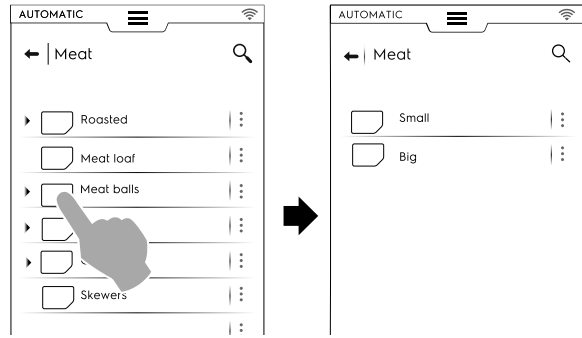 AUTOMATIC
Meat
Roasted
Meat loaf
Meat balls
Skewers
AUTOMATIC
Meat
Small
Big